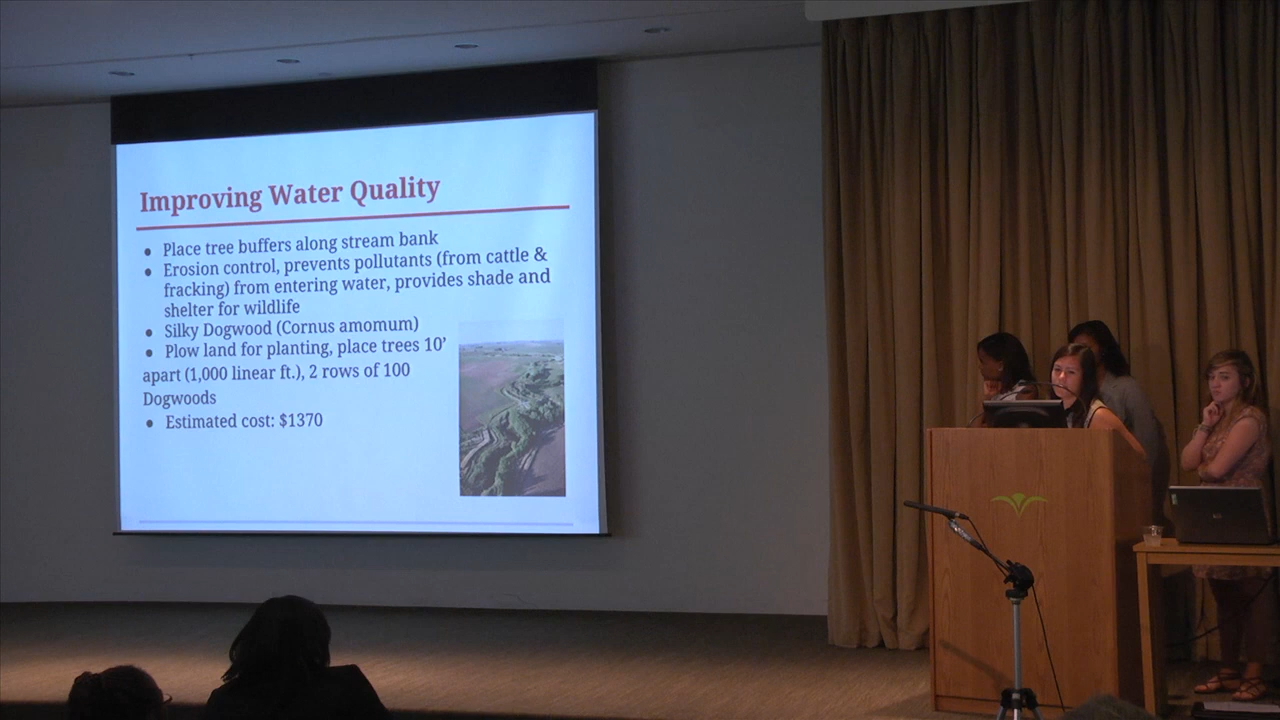 Improving Water Quality
● Place tree buffers along stream bank
● Erosion control, prevents pollutants (from cattle &
fracking) from entering water, provides shade and
shelter for wildlife
● Silky Dogwood (Cornus amomum)
● Plow land for planting, place trees 10’
apart (1,000 linear ft.), 2 rows of 100
Dogwoods
● Estimated cost: $1370